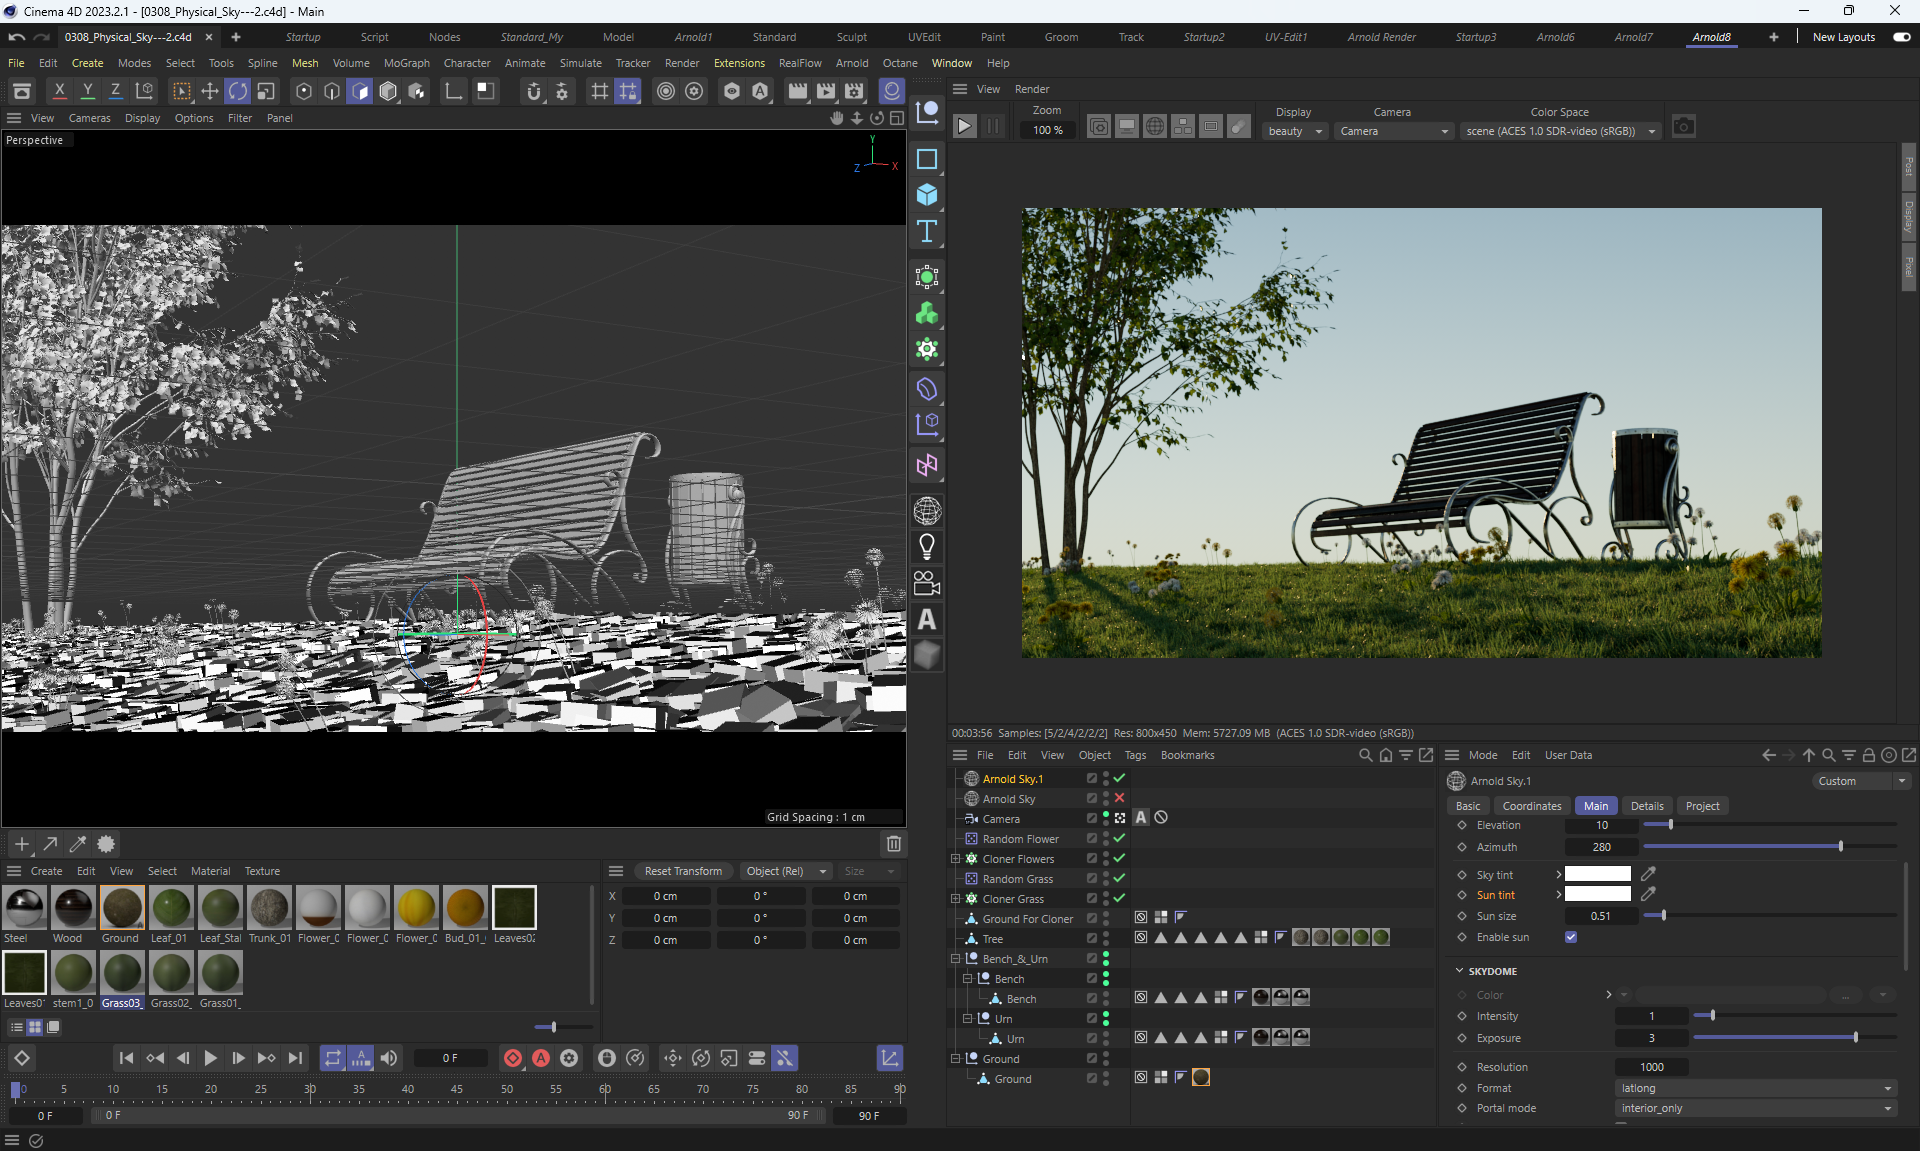 Cinema 4D 2023.2.1 - [0308_Physical_Sky---2.c4d] - Main
0308_Physical_Sky---2.c4d × + Startup Script Nodes Standard_My Model Arnold1 Standard Sculpt UVEdit Paint Groom Track Startup2 UV-Edit1 Arnold Render Startup3 Arnold6 Arnold7 Arnold8 + New Layouts
File Edit Create Modes Select Tools Spline Mesh Volume MoGraph Character Animate Simulate Tracker Render Extensions RealFlow Arnold Octane Window Help
X Y Z
View Render
View Cameras Display Options Filter Panel
Zoom Display Camera Color Space
100 % beauty Camera scene (ACES 1.0 SDR-video (sRGB))
Perspective
Y
Z X
Post
Display
Pixel
Grid Spacing : 1 cm
00:03:56 Samples: [5/2/4/2/2/2] Res: 800x450 Mem: 5727.09 MB (ACES 1.0 SDR-video (sRGB))
File Edit View Object Tags Bookmarks
Arnold Sky.1
Arnold Sky
Camera
Random Flower
Cloner Flowers
Random Grass
Cloner Grass
Ground For Cloner
Tree
Bench_&_Urn
Bench
Bench
Urn
Urn
Ground
Ground
Mode Edit User Data
Arnold Sky.1 Custom
Basic Coordinates Main Details Project
Elevation 10
Azimuth 280
Sky tint
Sun tint
Sun size 0.51
Enable sun
SKYDOME
Color ...
Intensity 1
Exposure 3
Resolution 1000
Format latlong
Portal mode interior_only
Create Edit View Select Material Texture
Steel Wood Ground Leaf_01 Leaf_Stal Trunk_01 Flower_0 Flower_0 Flower_0 Bud_01_ Leaves02
Leaves01 stem1_0 Grass03_ Grass02_ Grass01_
Reset Transform Object (Rel) Size
X 0 cm 0 ° 0 cm
Y 0 cm 0 ° 0 cm
Z 0 cm 0 ° 0 cm
0 F
0 5 10 15 20 25 30 35 40 45 50 55 60 65 70 75 80 85 90
0 F 0 F 90 F 90 F